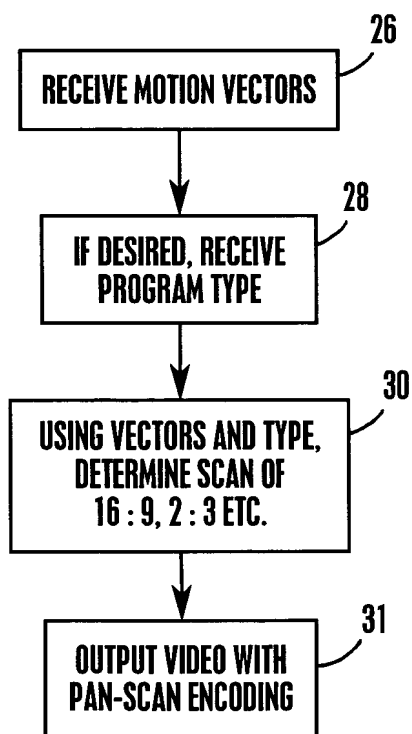 26
RECEIVE MOTION VECTORS
28
IF DESIRED, RECEIVE
PROGRAM TYPE
30
USING VECTORS AND TYPE,
DETERMINE SCAN OF
16 : 9, 2 : 3 ETC.
31
OUTPUT VIDEO WITH
PAN-SCAN ENCODING